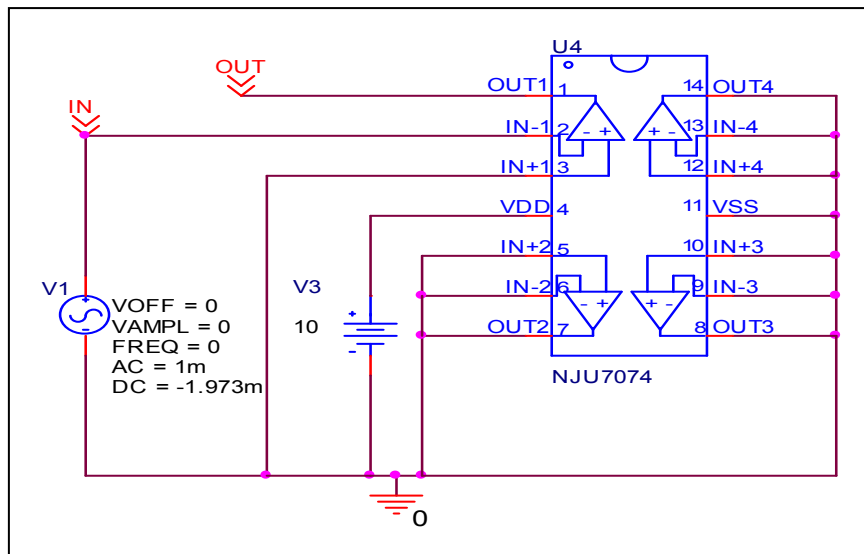 U4
OUT
OUT1 1 14 OUT4
IN
IN-1 2 - + + - 13 IN-4
IN+1 3 12 IN+4
VDD 4 11 VSS
IN+2 5 10 IN+3
V1 V3 IN-2 6 - + + - 9 IN-3
VOFF = 0
VAMPL = 0 10 OUT2 7 8 OUT3
FREQ = 0
AC = 1m
DC = -1.973m NJU7074
0